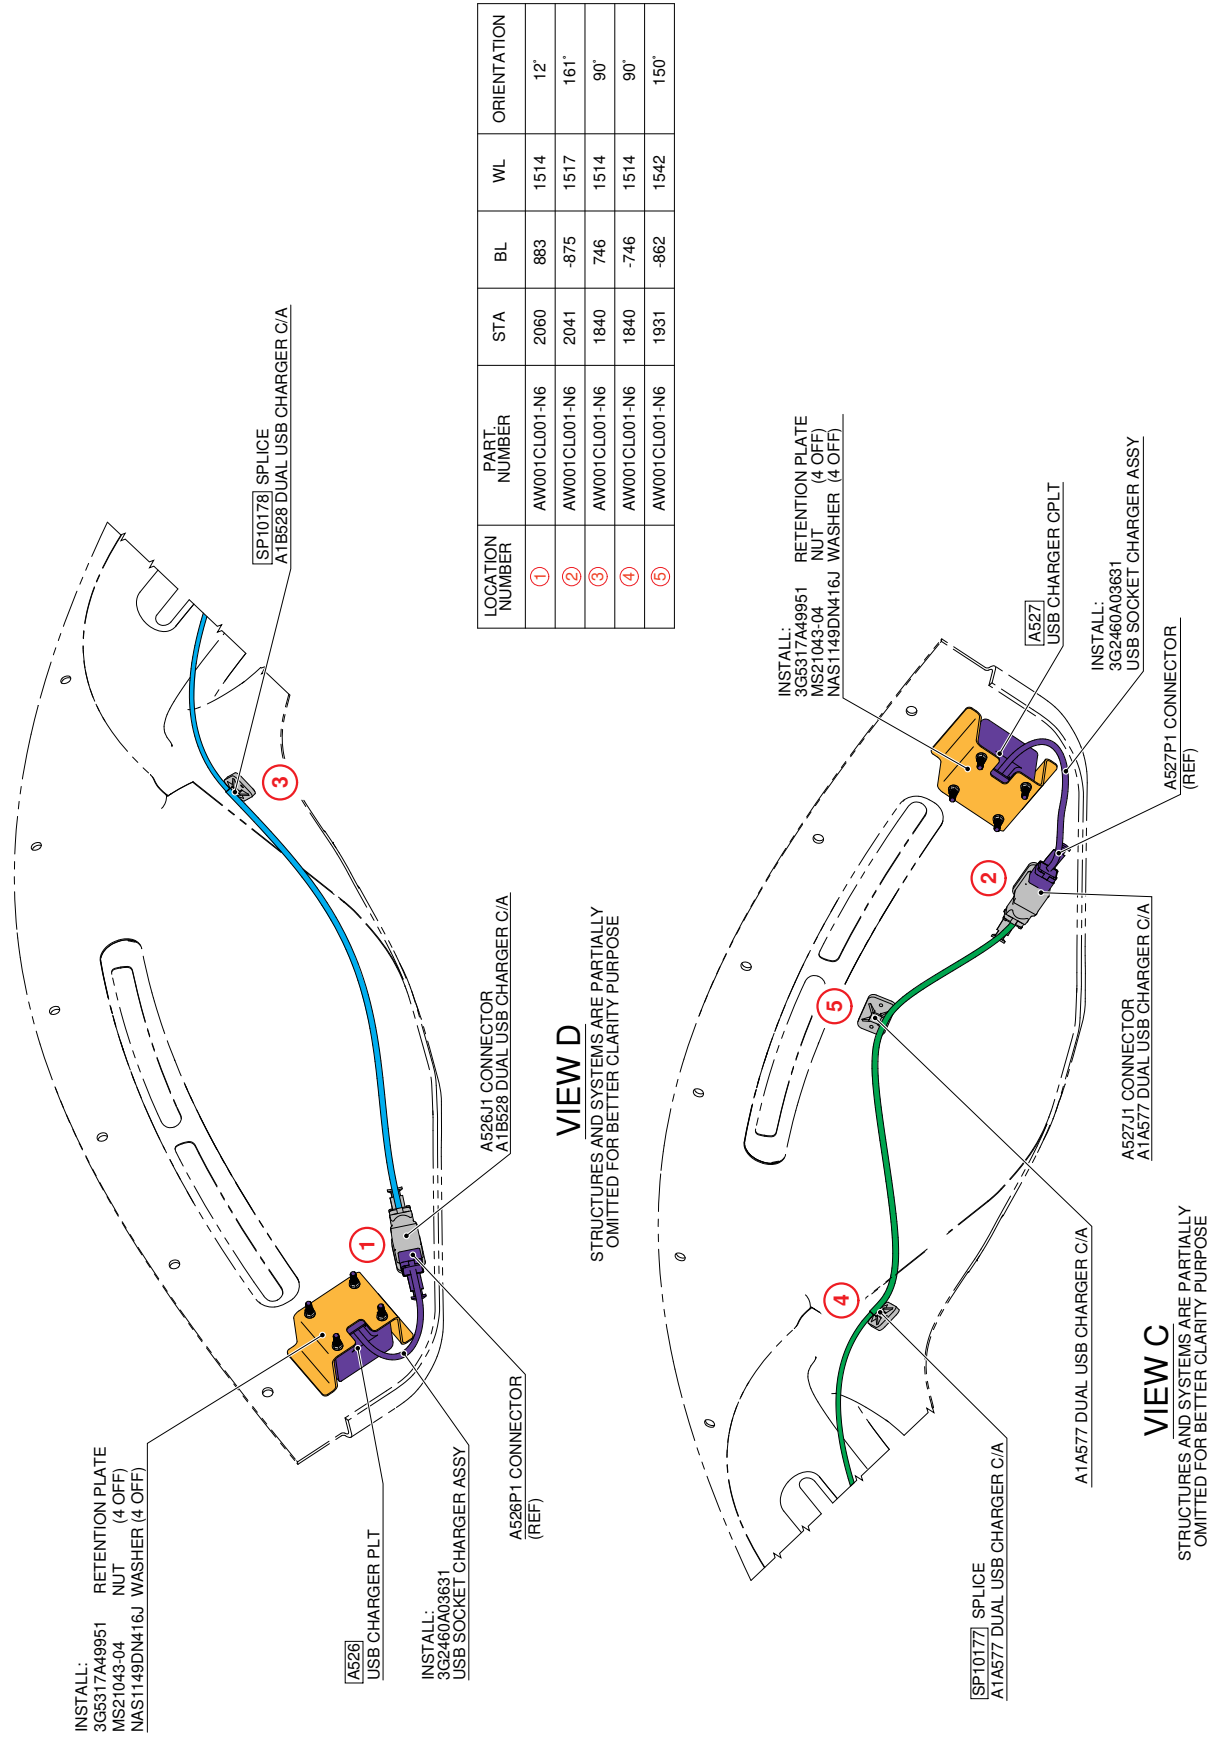 INSTALL:
3G5317A49951 RETENTION PLATE
MS21043-04 NUT (4 OFF)
NAS1149DN416J WASHER (4 OFF)
A526
USB CHARGER PLT
INSTALL:
3G2460A03631
USB SOCKET CHARGER ASSY
A526P1 CONNECTOR
(REF)
1
A526J1 CONNECTOR
A1B528 DUAL USB CHARGER C/A
3
SP10178 SPLICE
A1B528 DUAL USB CHARGER C/A
VIEW D
STRUCTURES AND SYSTEMS ARE PARTIALLY
OMITTED FOR BETTER CLARITY PURPOSE
LOCATION NUMBER PART. NUMBER STA BL WL ORIENTATION
1 AW001CL001-N6 2060 883 1514 12°
2 AW001CL001-N6 2041 -875 1517 161°
3 AW001CL001-N6 1840 746 1514 90°
4 AW001CL001-N6 1840 -746 1514 90°
5 AW001CL001-N6 1931 -862 1542 150°
INSTALL:
3G5317A49951 RETENTION PLATE
MS21043-04 NUT (4 OFF)
NAS1149DN416J WASHER (4 OFF)
A527
USB CHARGER CPLT
INSTALL:
3G2460A03631
USB SOCKET CHARGER ASSY
A527P1 CONNECTOR
(REF)
2
5
4
A527J1 CONNECTOR
A1A577 DUAL USB CHARGER C/A
A1A577 DUAL USB CHARGER C/A
SP10177 SPLICE
A1A577 DUAL USB CHARGER C/A
VIEW C
STRUCTURES AND SYSTEMS ARE PARTIALLY
OMITTED FOR BETTER CLARITY PURPOSE